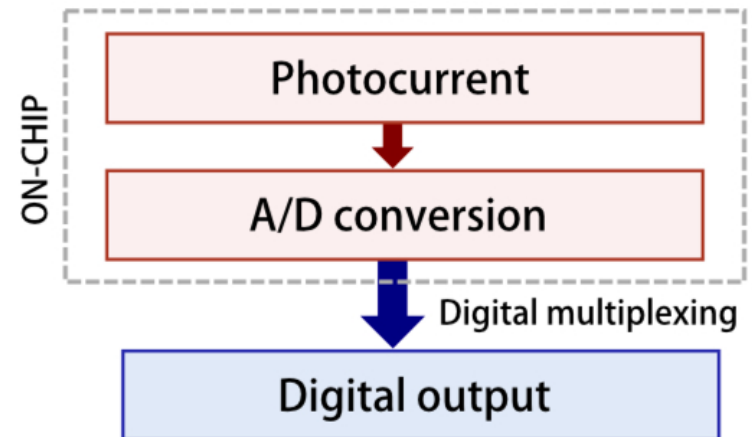 ON-CHIP
Photocurrent
A/D conversion
Digital multiplexing
Digital output